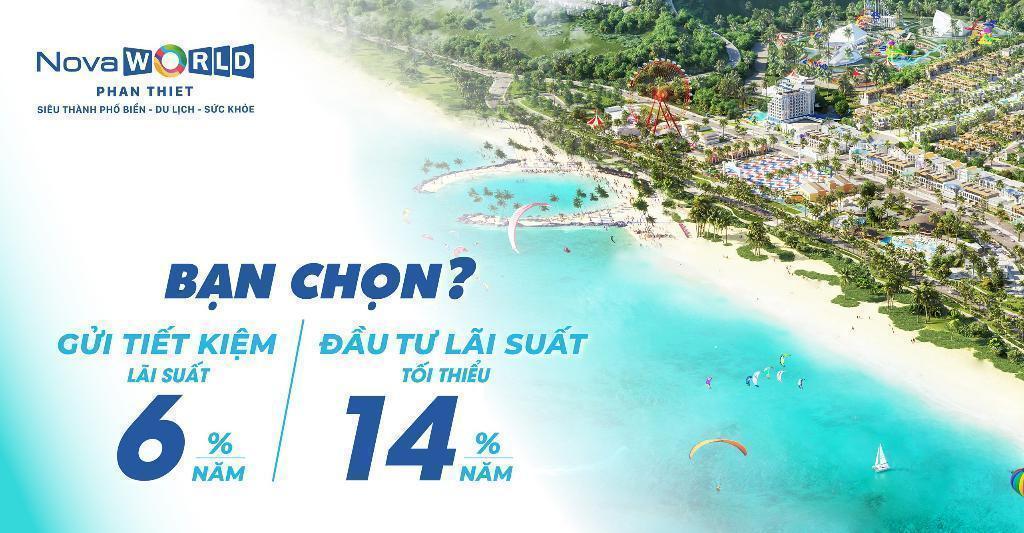 NovaWORLD
PHAN THIET
SIÊU THÀNH PHỐ BIỂN - DU LỊCH - SỨC KHỎE
BẠN CHỌN?
GỬI TIẾT KIỆM
LÃI SUẤT
6%
NĂM
ĐẦU TƯ LÃI SUẤT
TỐI THIỂU
14%
NĂM